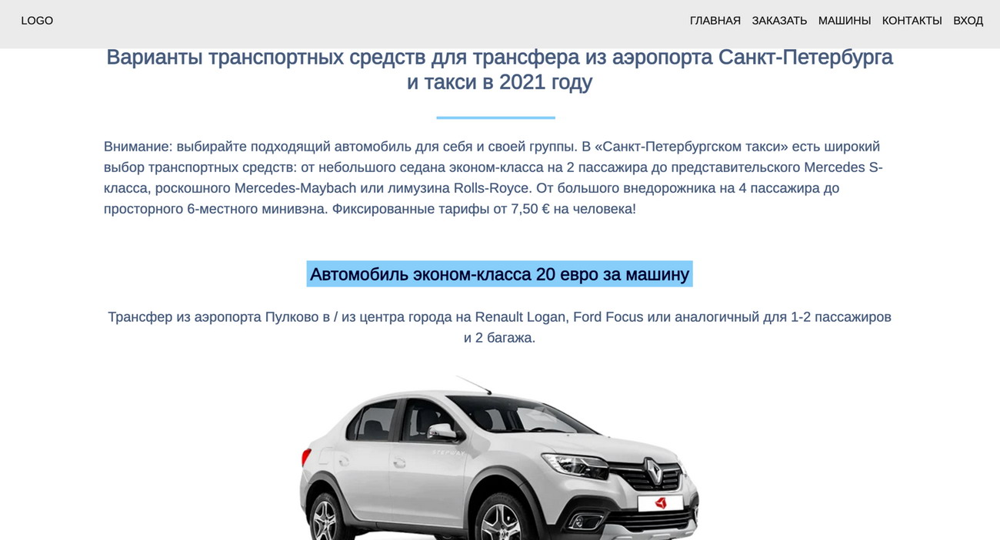 LOGO
ГЛАВНАЯ ЗАКАЗАТЬ МАШИНЫ КОНТАКТЫ ВХОД
Варианты транспортных средств для трансфера из аэропорта Санкт-Петербурга
и такси в 2021 году
Внимание: выбирайте подходящий автомобиль для себя и своей группы. В «Санкт-Петербургском такси» есть широкий
выбор транспортных средств: от небольшого седана эконом-класса на 2 пассажира до представительского Mercedes S-
класса, роскошного Mercedes-Maybach или лимузина Rolls-Royce. От большого внедорожника на 4 пассажира до
просторного 6-местного минивэна. Фиксированные тарифы от 7,50 € на человека!
Автомобиль эконом-класса 20 евро за машину
Трансфер из аэропорта Пулково в / из центра города на Renault Logan, Ford Focus или аналогичный для 1-2 пассажиров
и 2 багажа.
STEPWAY